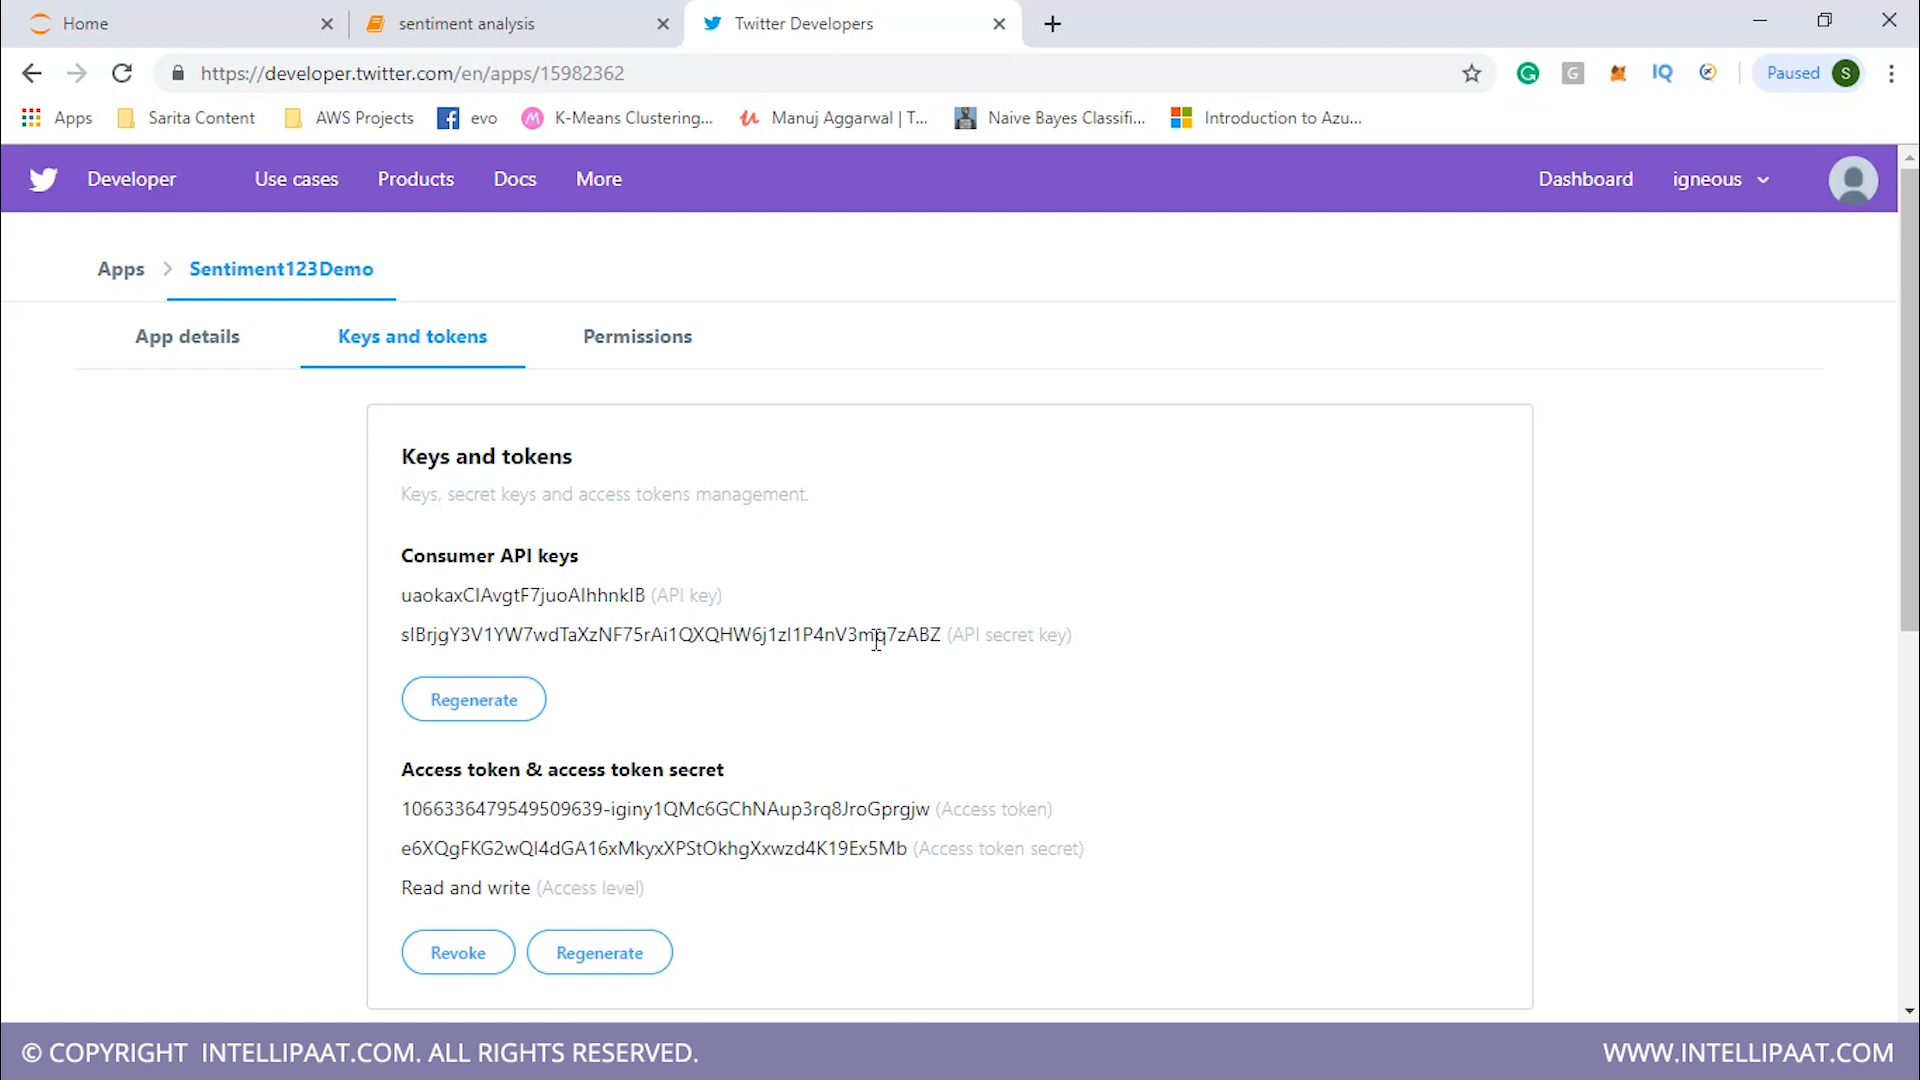 Home
sentiment analysis
Twitter Developers
https://developer.twitter.com/en/apps/15982362
Paused S
Apps Sarita Content AWS Projects evo K-Means Clustering... Manuj Aggarwal | T... Naive Bayes Classifi... Introduction to Azu...
Developer Use cases Products Docs More Dashboard igneous
Apps > Sentiment123Demo
App details Keys and tokens Permissions
Keys and tokens
Keys, secret keys and access tokens management.
Consumer API keys
(API key)
(API secret key)
Regenerate
Access token & access token secret
1066336479549509639-iginy1QMc6GChNAup3rq8JroGprgjw (Access token)
(Access token secret)
Read and write (Access level)
Revoke Regenerate
© COPYRIGHT INTELLIPAAT.COM. ALL RIGHTS RESERVED. WWW.INTELLIPAAT.COM